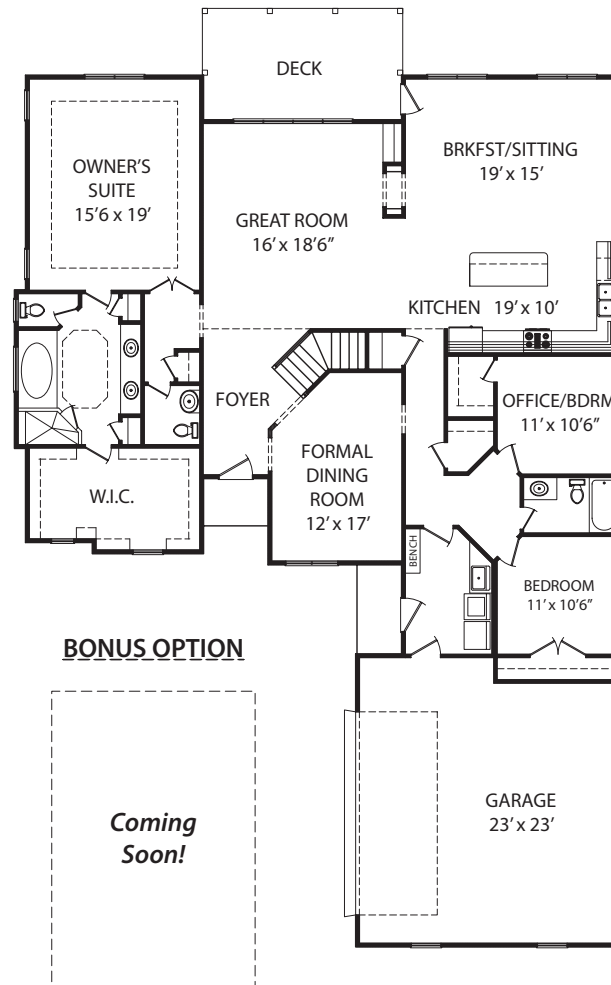 DECK
BRKFST/SITTING
19’ x 15’
OWNER’S
SUITE
15’6 x 19’
GREAT ROOM
16’ x 18’6”
KITCHEN 19’ x 10’
FOYER
OFFICE/BDRM
11’ x 10’6”
FORMAL
DINING
ROOM
12’ x 17’
W.I.C.
BENCH
BEDROOM
11’ x 10’6”
BONUS OPTION
Coming
Soon!
GARAGE
23’ x 23’